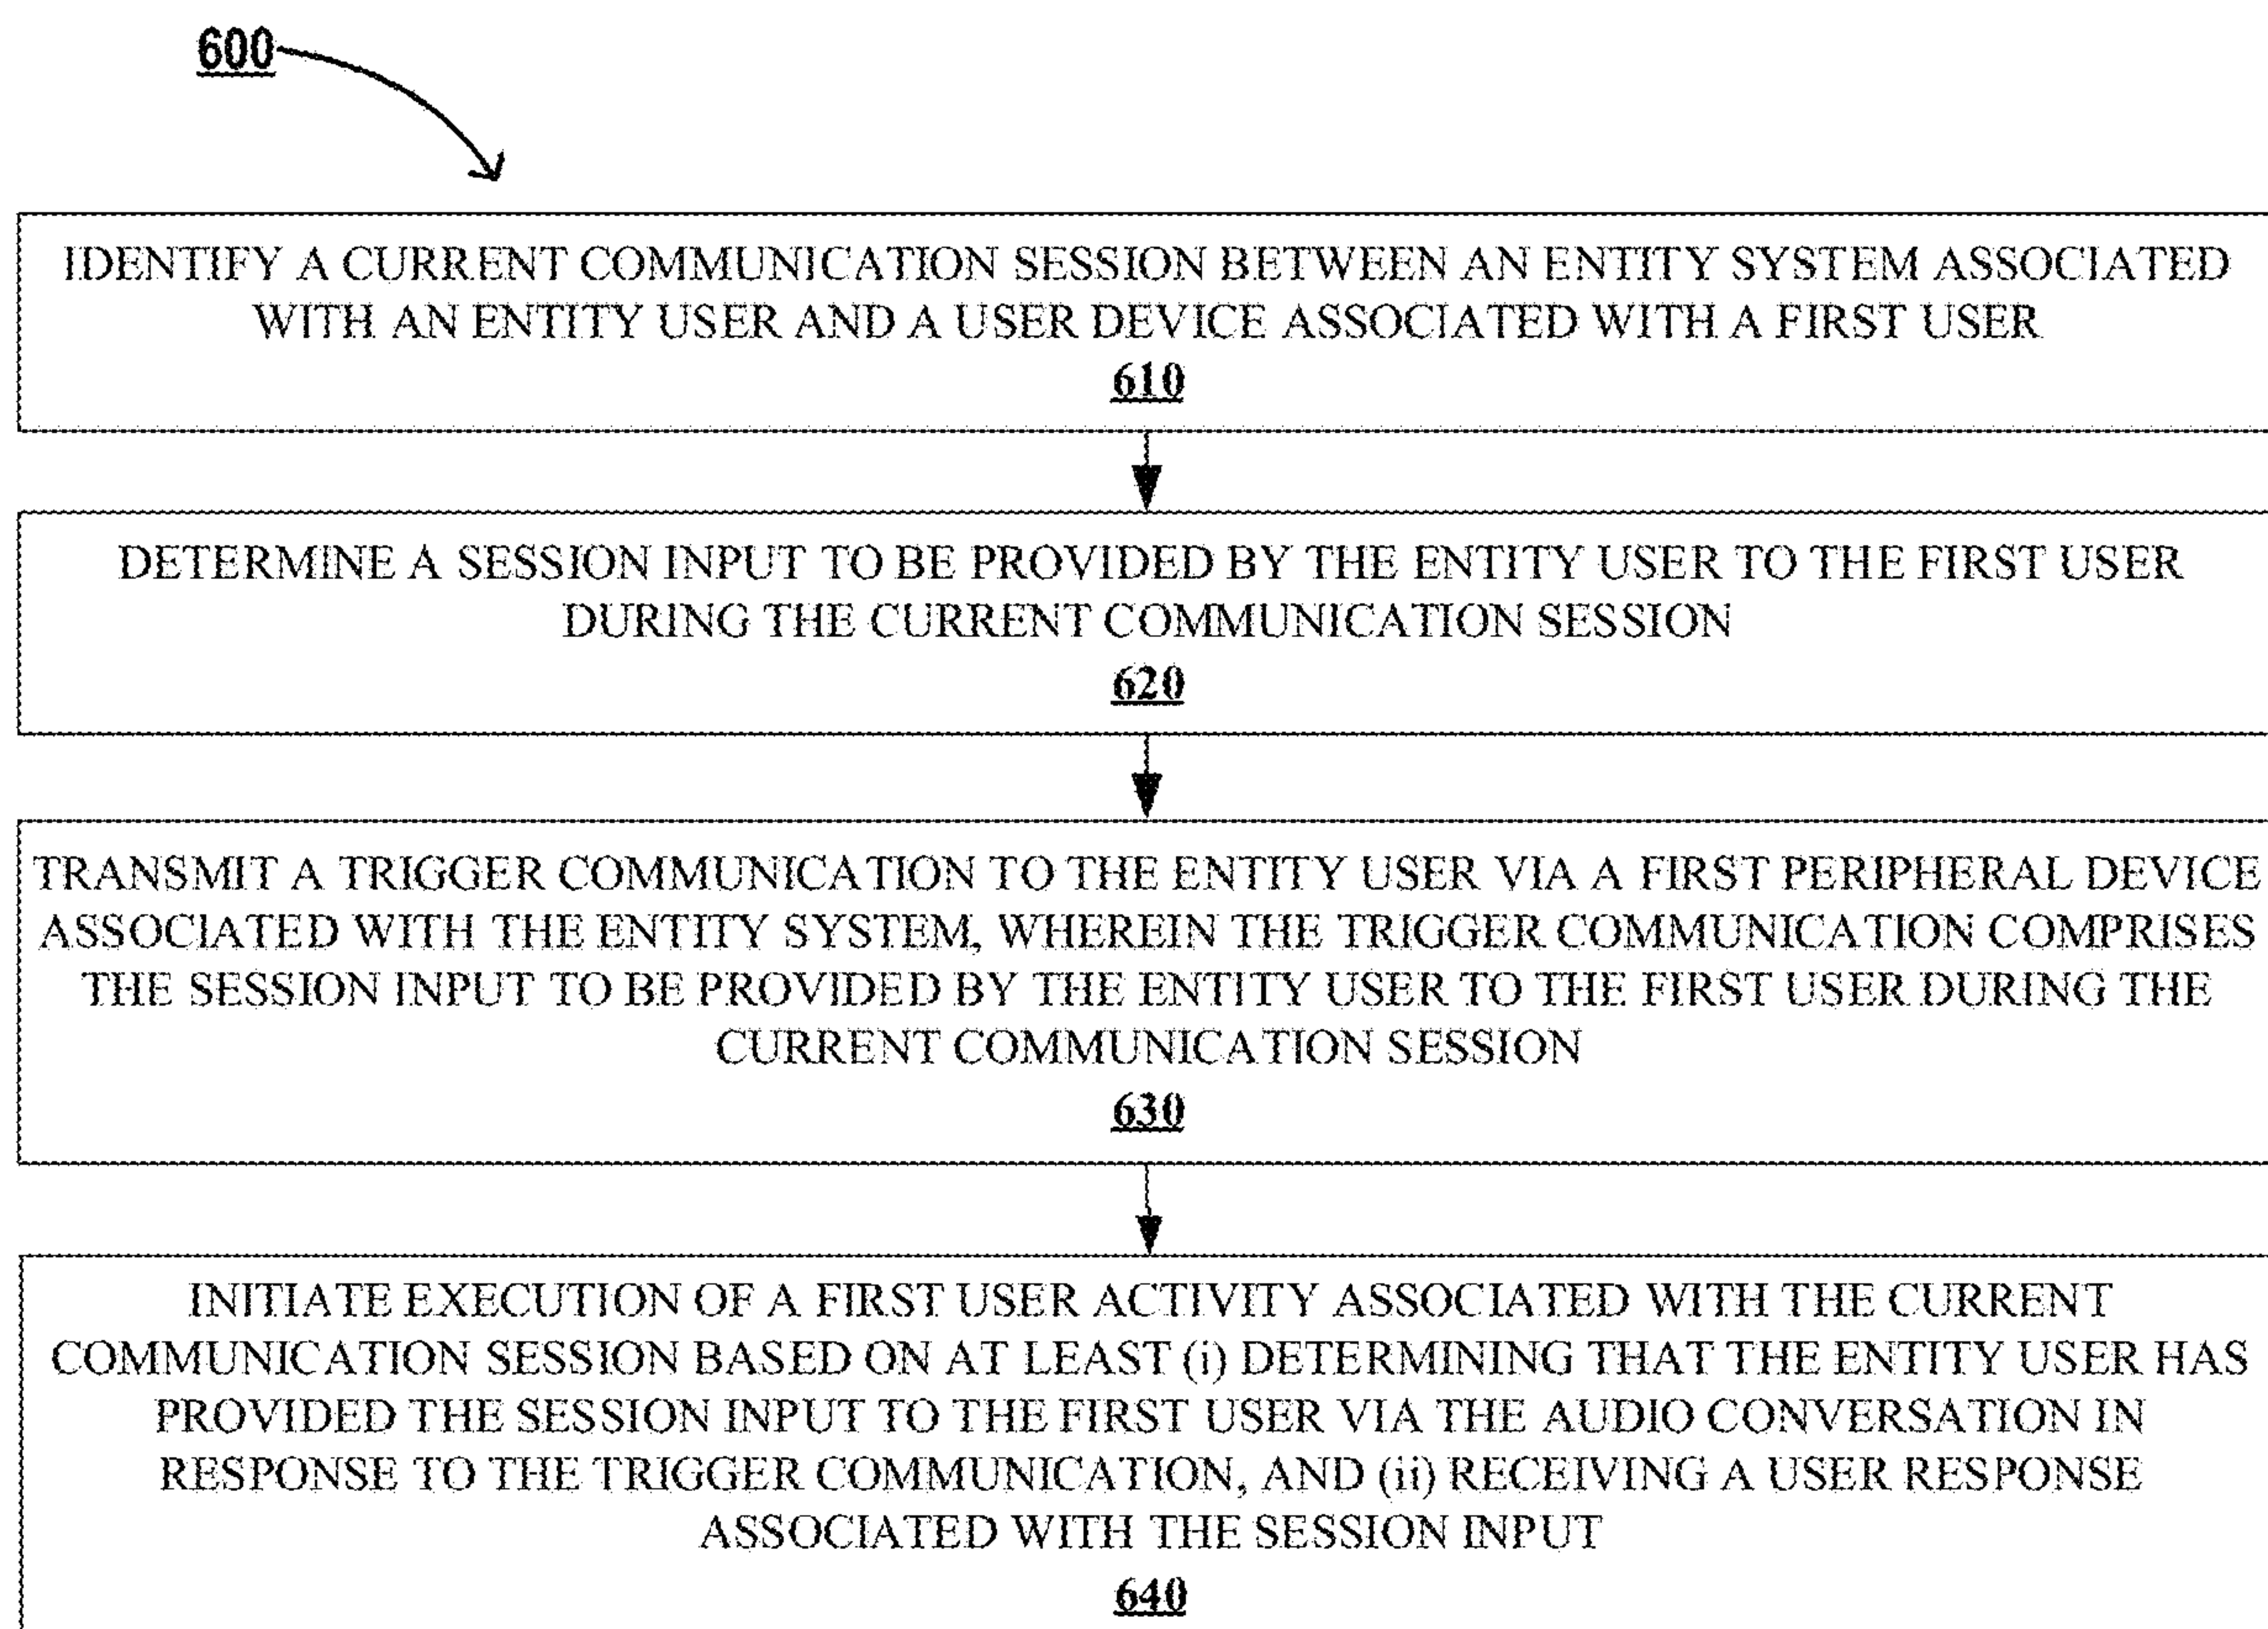 600
IDENTIFY A CURRENT COMMUNICATION SESSION BETWEEN AN ENTITY SYSTEM ASSOCIATED
WITH AN ENTITY USER AND A USER DEVICE ASSOCIATED WITH A FIRST USER
610
DETERMINE A SESSION INPUT TO BE PROVIDED BY THE ENTITY USER TO THE FIRST USER
DURING THE CURRENT COMMUNICATION SESSION
620
TRANSMIT A TRIGGER COMMUNICATION TO THE ENTITY USER VIA A FIRST PERIPHERAL DEVICE
ASSOCIATED WITH THE ENTITY SYSTEM, WHEREIN THE TRIGGER COMMUNICATION COMPRISES
THE SESSION INPUT TO BE PROVIDED BY THE ENTITY USER TO THE FIRST USER DURING THE
CURRENT COMMUNICATION SESSION
630
INITIATE EXECUTION OF A FIRST USER ACTIVITY ASSOCIATED WITH THE CURRENT
COMMUNICATION SESSION BASED ON AT LEAST (i) DETERMINING THAT THE ENTITY USER HAS
PROVIDED THE SESSION INPUT TO THE FIRST USER VIA THE AUDIO CONVERSATION IN
RESPONSE TO THE TRIGGER COMMUNICATION, AND (ii) RECEIVING A USER RESPONSE
ASSOCIATED WITH THE SESSION INPUT
640